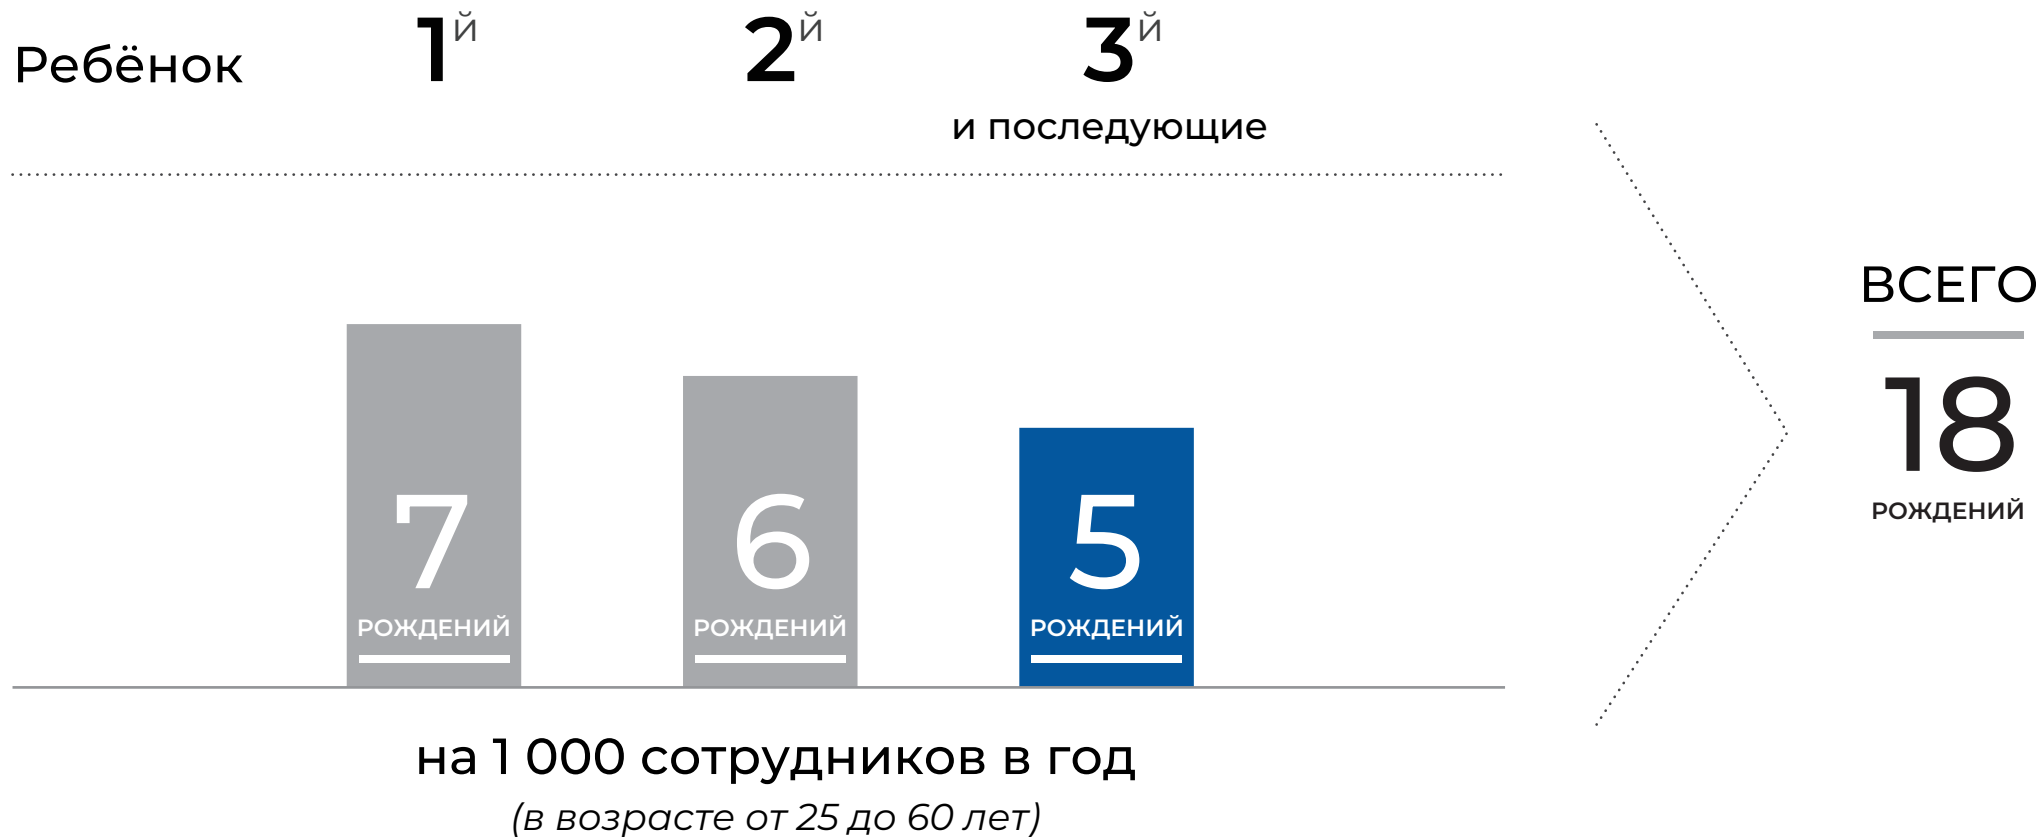 Ребёнок 1й 2й 3й
и последующие
ВСЕГО
18
РОЖДЕНИЙ
7 6 5
РОЖДЕНИЙ РОЖДЕНИЙ РОЖДЕНИЙ
на 1 000 сотрудников в год
(в возрасте от 25 до 60 лет)